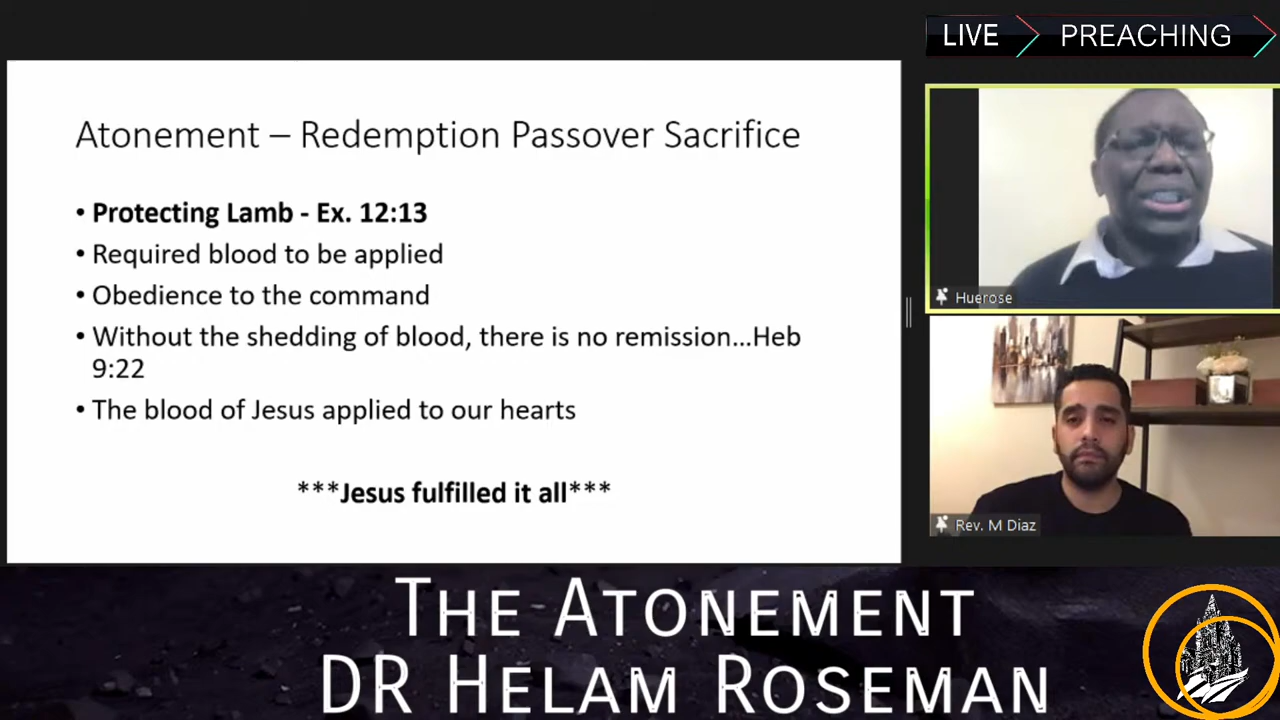 LIVE PREACHING
Atonement – Redemption Passover Sacrifice
• Protecting Lamb - Ex. 12:13
• Required blood to be applied
• Obedience to the command
• Without the shedding of blood, there is no remission...Heb
9:22
• The blood of Jesus applied to our hearts
***Jesus fulfilled it all***
Huerose
Rev. M Diaz
THE ATONEMENT
DR HELAM ROSEMAN